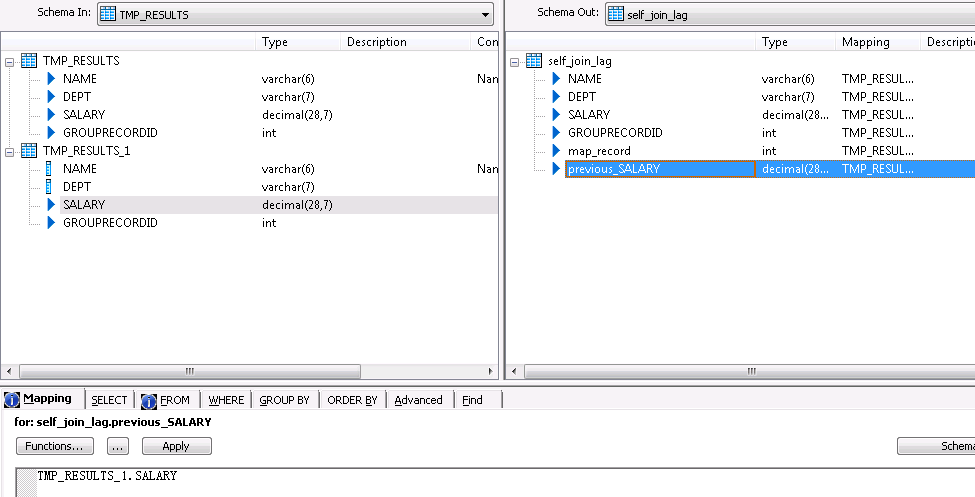 Schema In: TMP_RESULTS
Type Description Con
TMP_RESULTS
NAME varchar(6) Nan
DEPT varchar(7)
SALARY decimal(28,7)
GROUPRECORDID int
TMP_RESULTS_1
NAME varchar(6) Nan
DEPT varchar(7)
SALARY decimal(28,7)
GROUPRECORDID int
Schema Out: self_join_lag
Type Mapping Descriptio
self_join_lag
NAME varchar(6) TMP_RESUL...
DEPT varchar(7) TMP_RESUL...
SALARY decimal(28... TMP_RESUL...
GROUPRECORDID int TMP_RESUL...
map_record int TMP_RESUL...
previous_SALARY decimal(28... TMP_RESUL...
Mapping SELECT FROM WHERE GROUP BY ORDER BY Advanced Find
for: self_join_lag.previous_SALARY
Functions... ... Apply Schema
TMP_RESULTS_1.SALARY